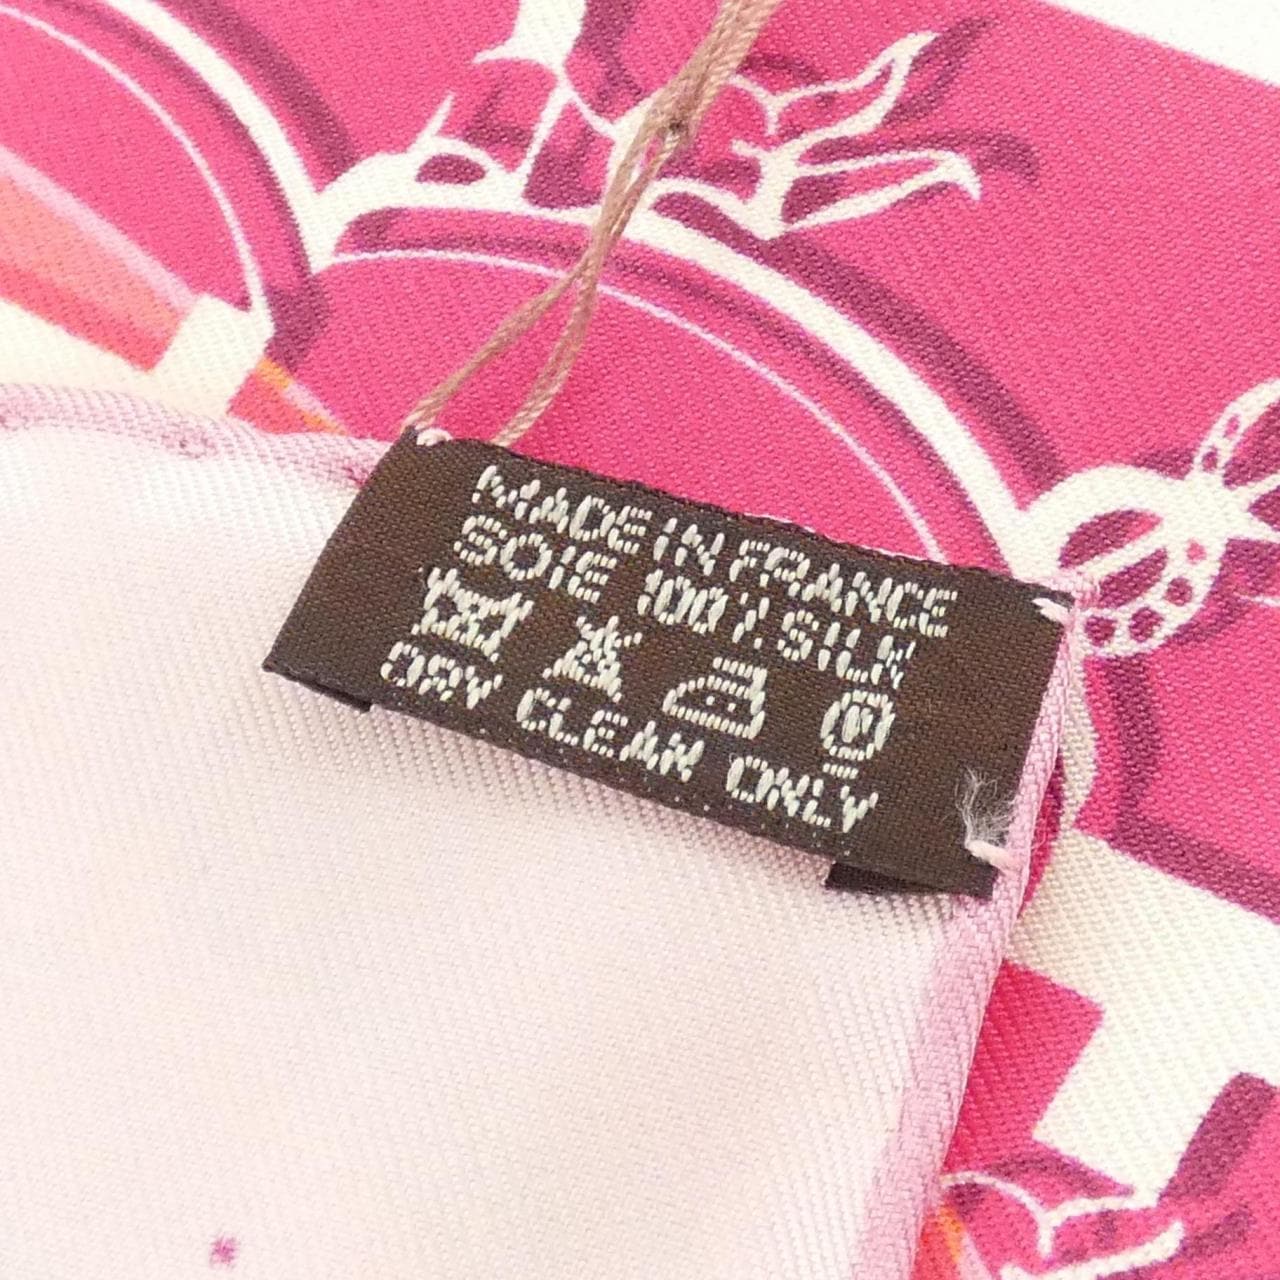 MADE IN FRANCE
SOIE 100% SILK
P
DRY CLEAN ONLY